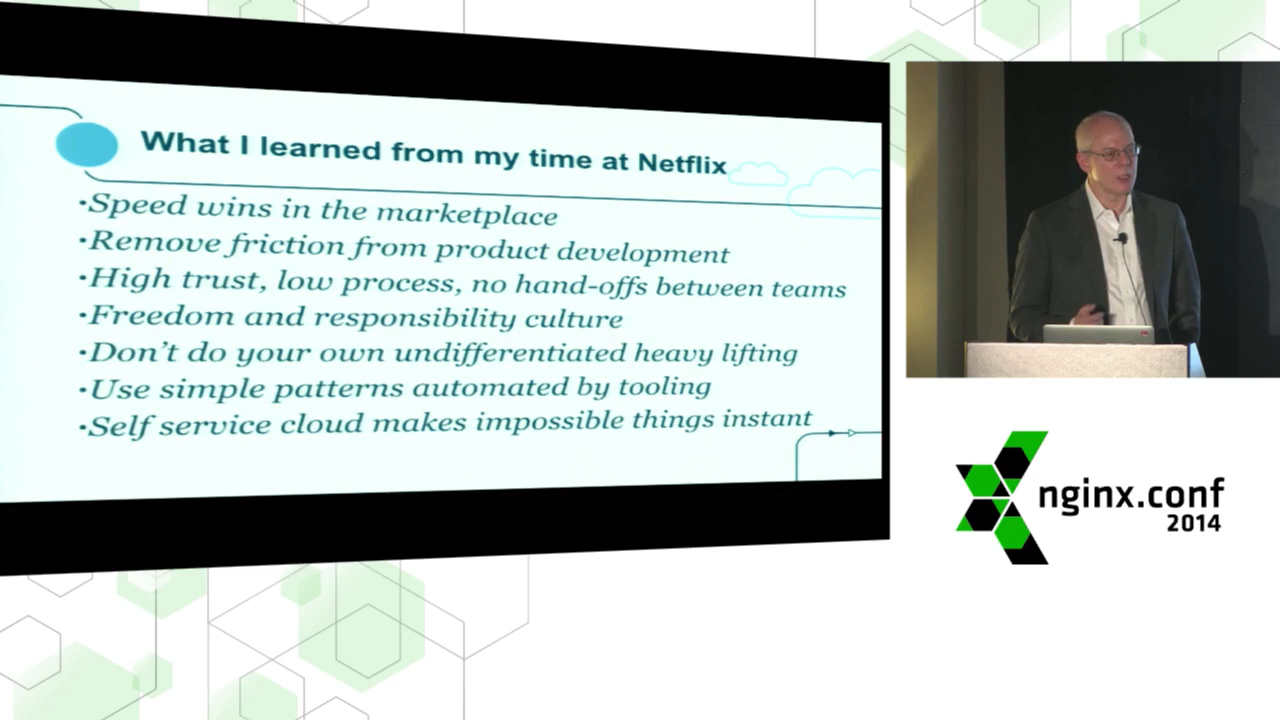 What I learned from my time at Netflix
•Speed wins in the marketplace
•Remove friction from product development
•High trust, low process, no hand-offs between teams
•Freedom and responsibility culture
•Don't do your own undifferentiated heavy lifting
•Use simple patterns automated by tooling
•Self service cloud makes impossible things instant
nginx.conf
2014